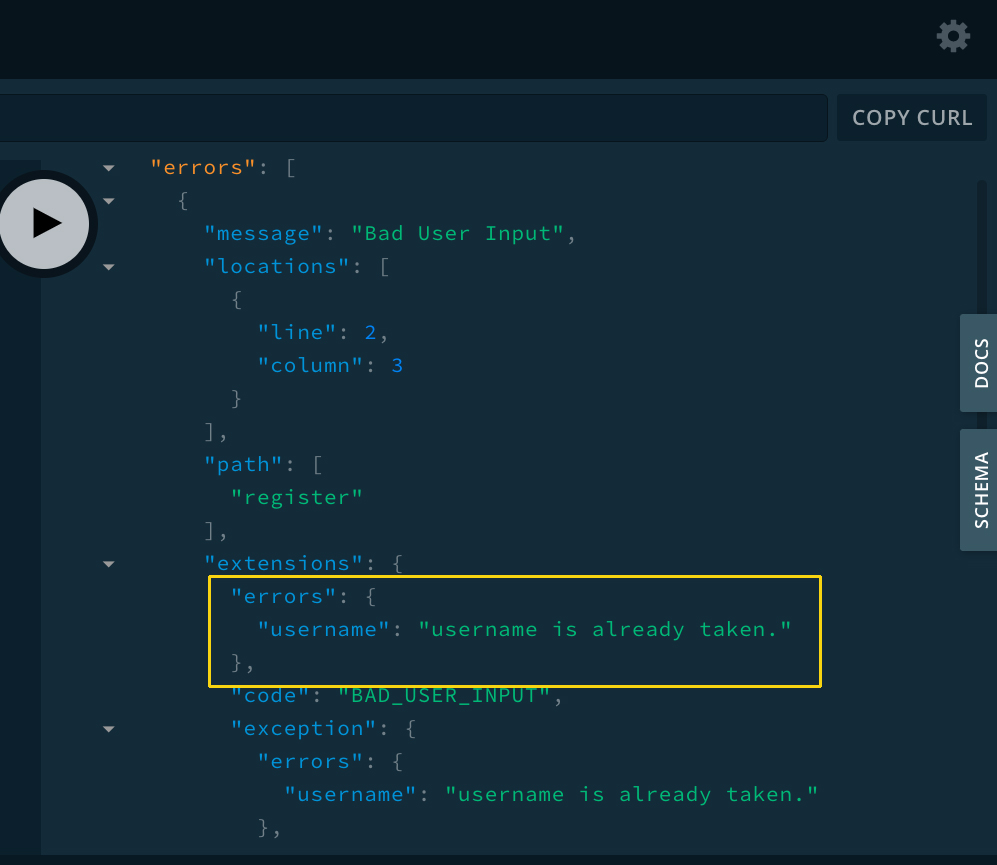 COPY CURL
"errors": [
{
"message": "Bad User Input",
"locations": [
{
"line": 2,
"column": 3
}
],
"path": [
"register"
],
"extensions": {
"errors": {
"username": "username is already taken."
},
"code": "BAD_USER_INPUT",
"exception": {
"errors": {
"username": "username is already taken."
},
DOCS
SCHEMA